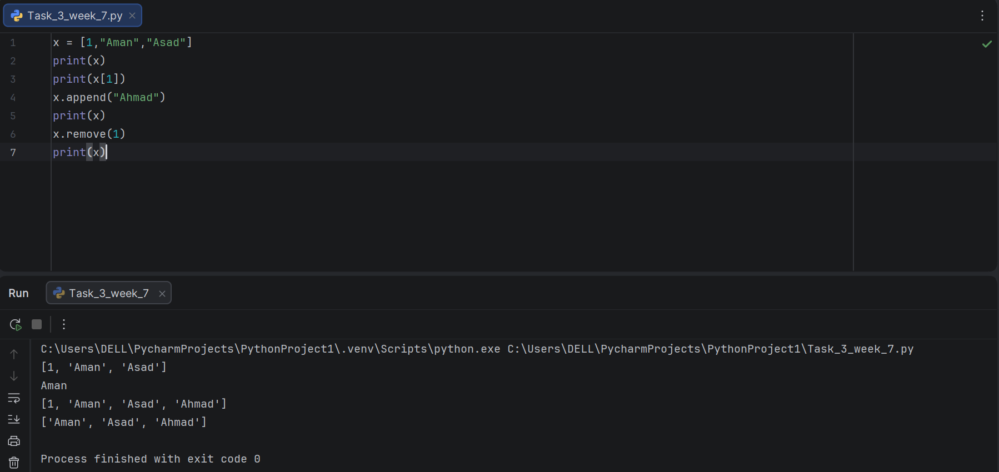 Task_3_week_7.py
1 x = [1,"Aman","Asad"]
2 print(x)
3 print(x[1])
4 x.append("Ahmad")
5 print(x)
6 x.remove(1)
7 print(x)
Run Task_3_week_7
C:\Users\DELL\PycharmProjects\PythonProject1\.venv\Scripts\python.exe C:\Users\DELL\PycharmProjects\PythonProject1\Task_3_week_7.py
[1, 'Aman', 'Asad']
Aman
[1, 'Aman', 'Asad', 'Ahmad']
['Aman', 'Asad', 'Ahmad']
Process finished with exit code 0